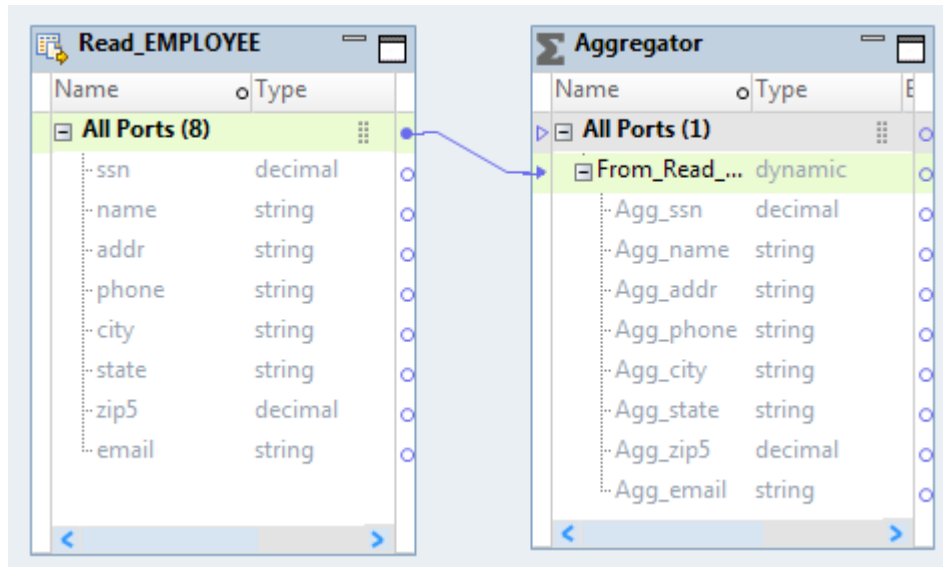 Read_EMPLOYEE
Name Type
All Ports (8)
ssn decimal
name string
addr string
phone string
city string
state string
zip5 decimal
email string
Aggregator
Name Type E
All Ports (1)
From_Read_... dynamic
Agg_ssn decimal
Agg_name string
Agg_addr string
Agg_phone string
Agg_city string
Agg_state string
Agg_zip5 decimal
Agg_email string